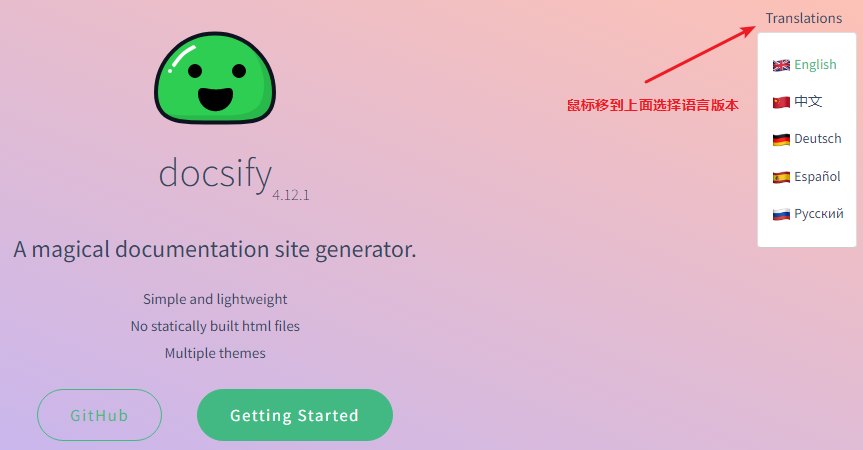 Translations
English
中文
Deutsch
Español
Русский
鼠标移到上面选择语言版本
docsify 4.12.1
A magical documentation site generator.
Simple and lightweight
No statically built html files
Multiple themes
GitHub
Getting Started